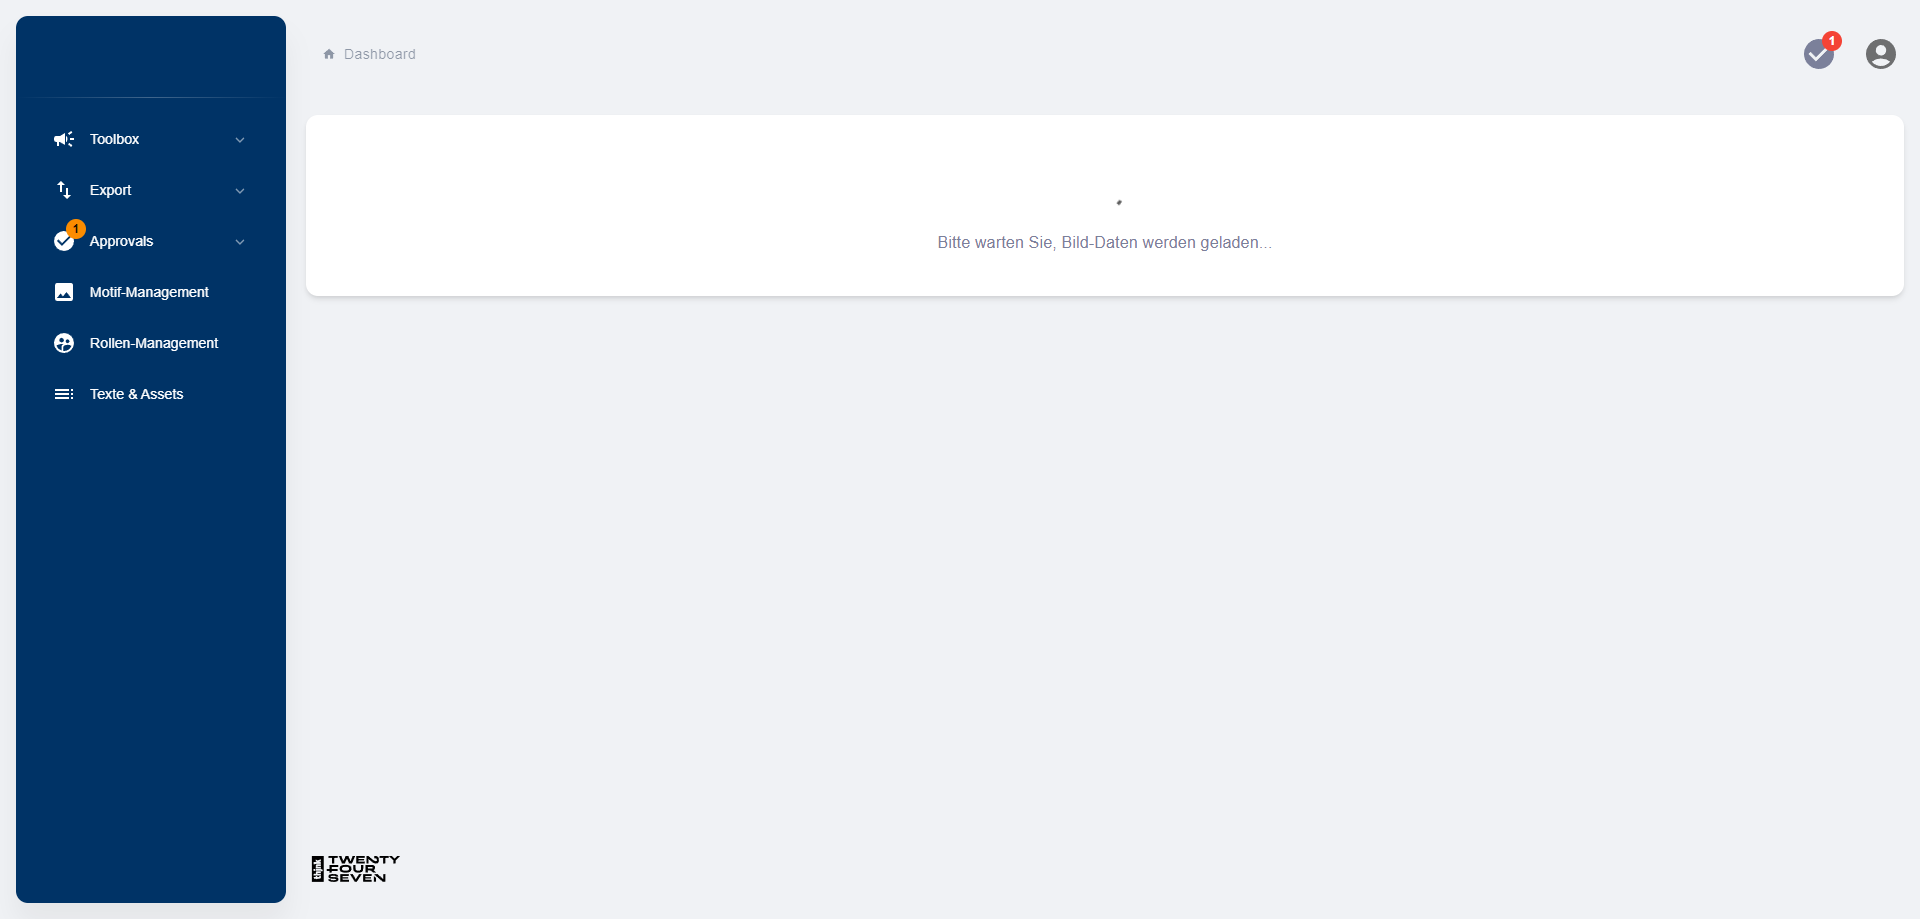 Dashboard
1
Toolbox
Export
1
Approvals
Motif-Management
Rollen-Management
Texte & Assets
Bitte warten Sie, Bild-Daten werden geladen...
think
TWENTY
FOUR
SEVEN